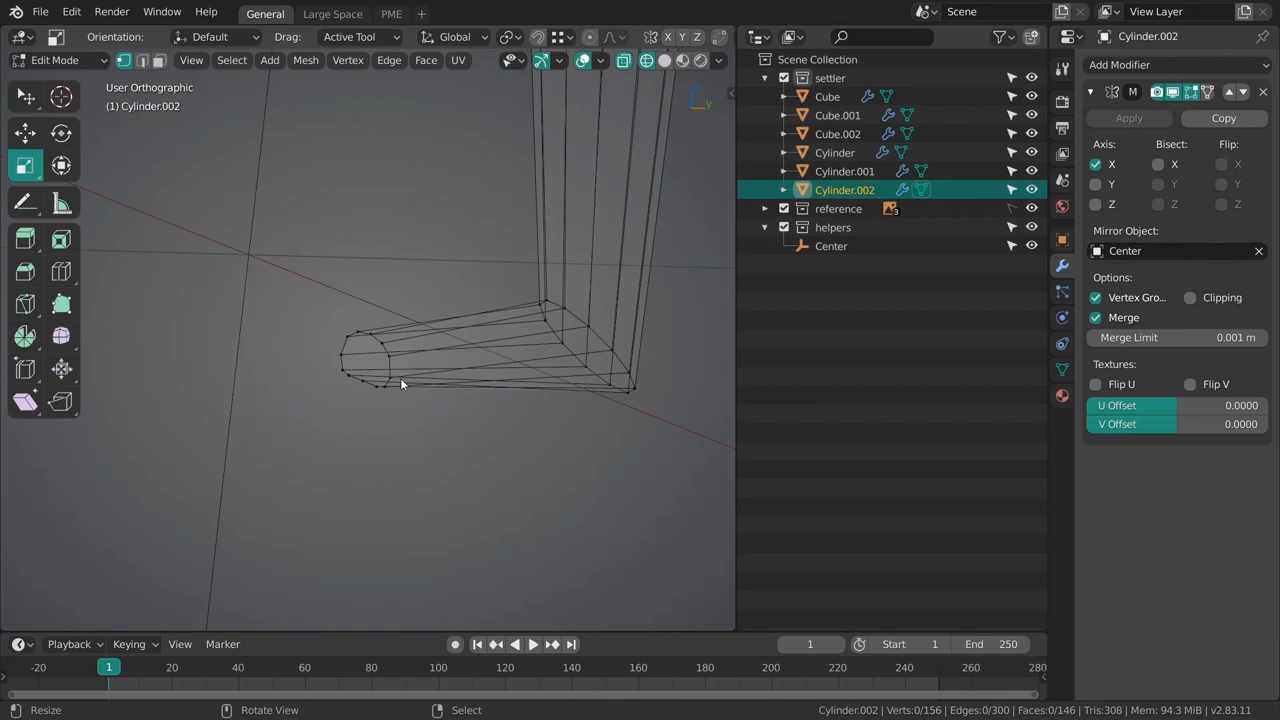 File Edit Render Window Help General Large Space PME + Scene View Layer
Orientation: Default Drag: Active Tool Global X Y Z
Edit Mode View Select Add Mesh Vertex Edge Face UV
User Orthographic
(1) Cylinder.002
y
Scene Collection
settler
Cube
Cube.001
Cube.002
Cylinder
Cylinder.001
Cylinder.002
reference 3
helpers
Center
Cylinder.002
Add Modifier
M
Apply Copy
Axis: Bisect: Flip:
X X X
Y Y Y
Z Z Z
Mirror Object:
Center
Options:
Vertex Gro... Clipping
Merge
Merge Limit 0.001 m
Textures:
Flip U Flip V
U Offset 0.0000
V Offset 0.0000
Playback Keying View Marker 1 Start 1 End 250
-20 1 20 40 60 80 100 120 140 160 180 200 220 240 260 280
Resize Rotate View Select Cylinder.002 | Verts:0/156 | Edges:0/300 | Faces:0/146 | Tris:308 | Mem: 94.3 MiB | v2.83.11